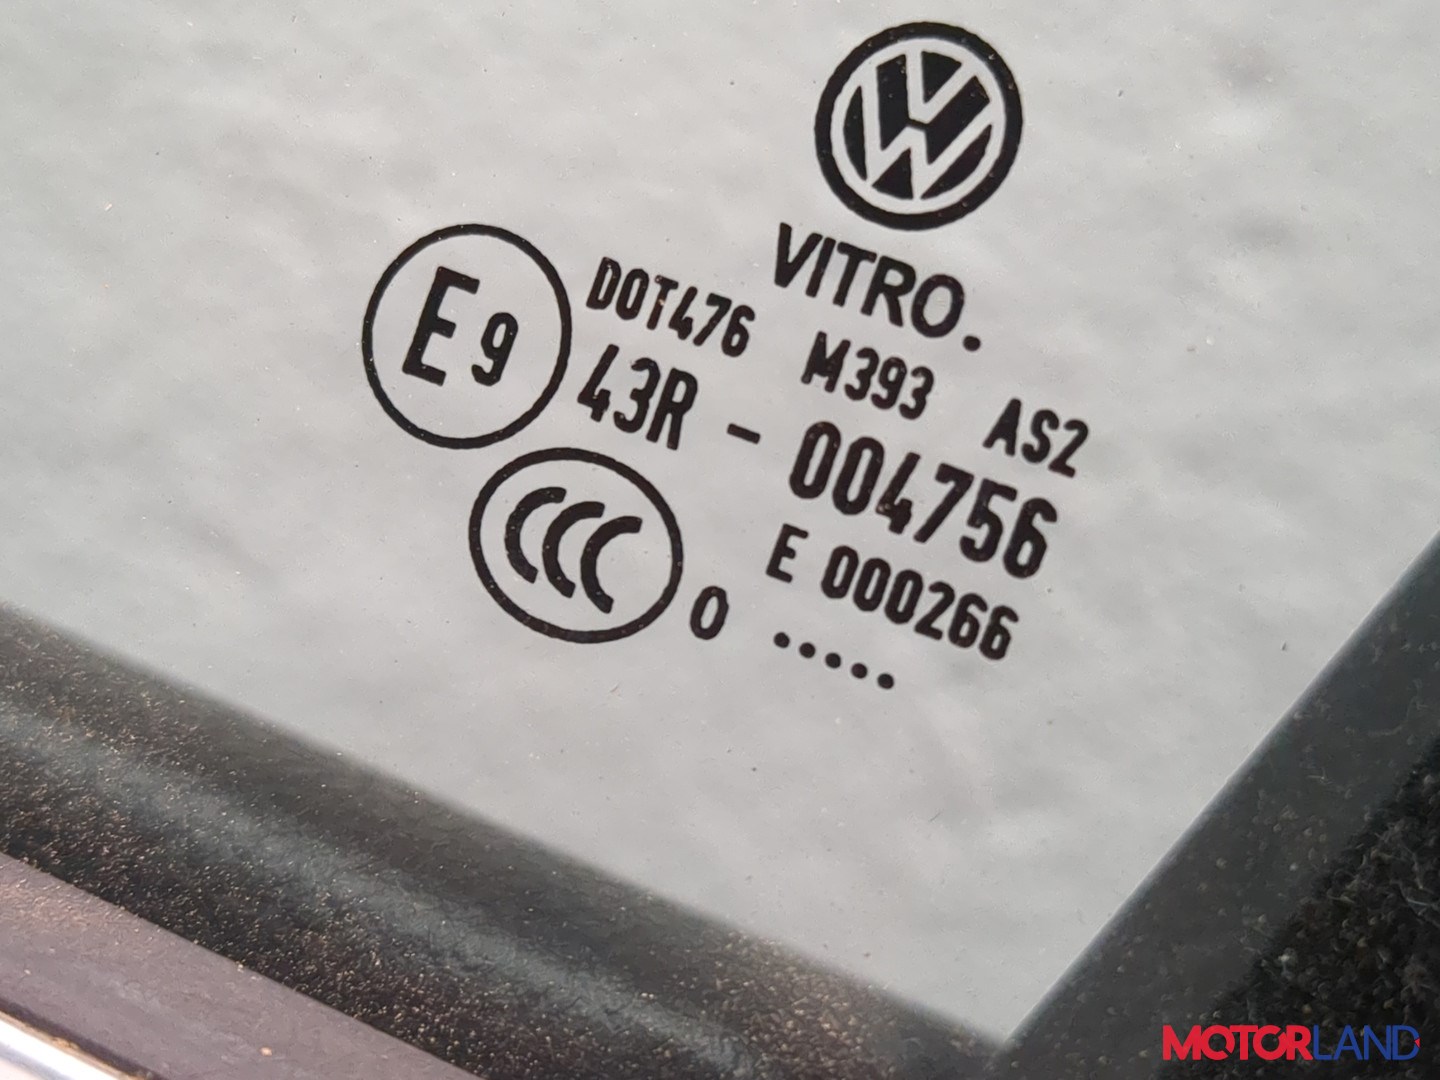 VITRO.
DOT476 M393 AS2
E9 43R - 004756
E 000266
CCC 0 .....
MOTORLAND